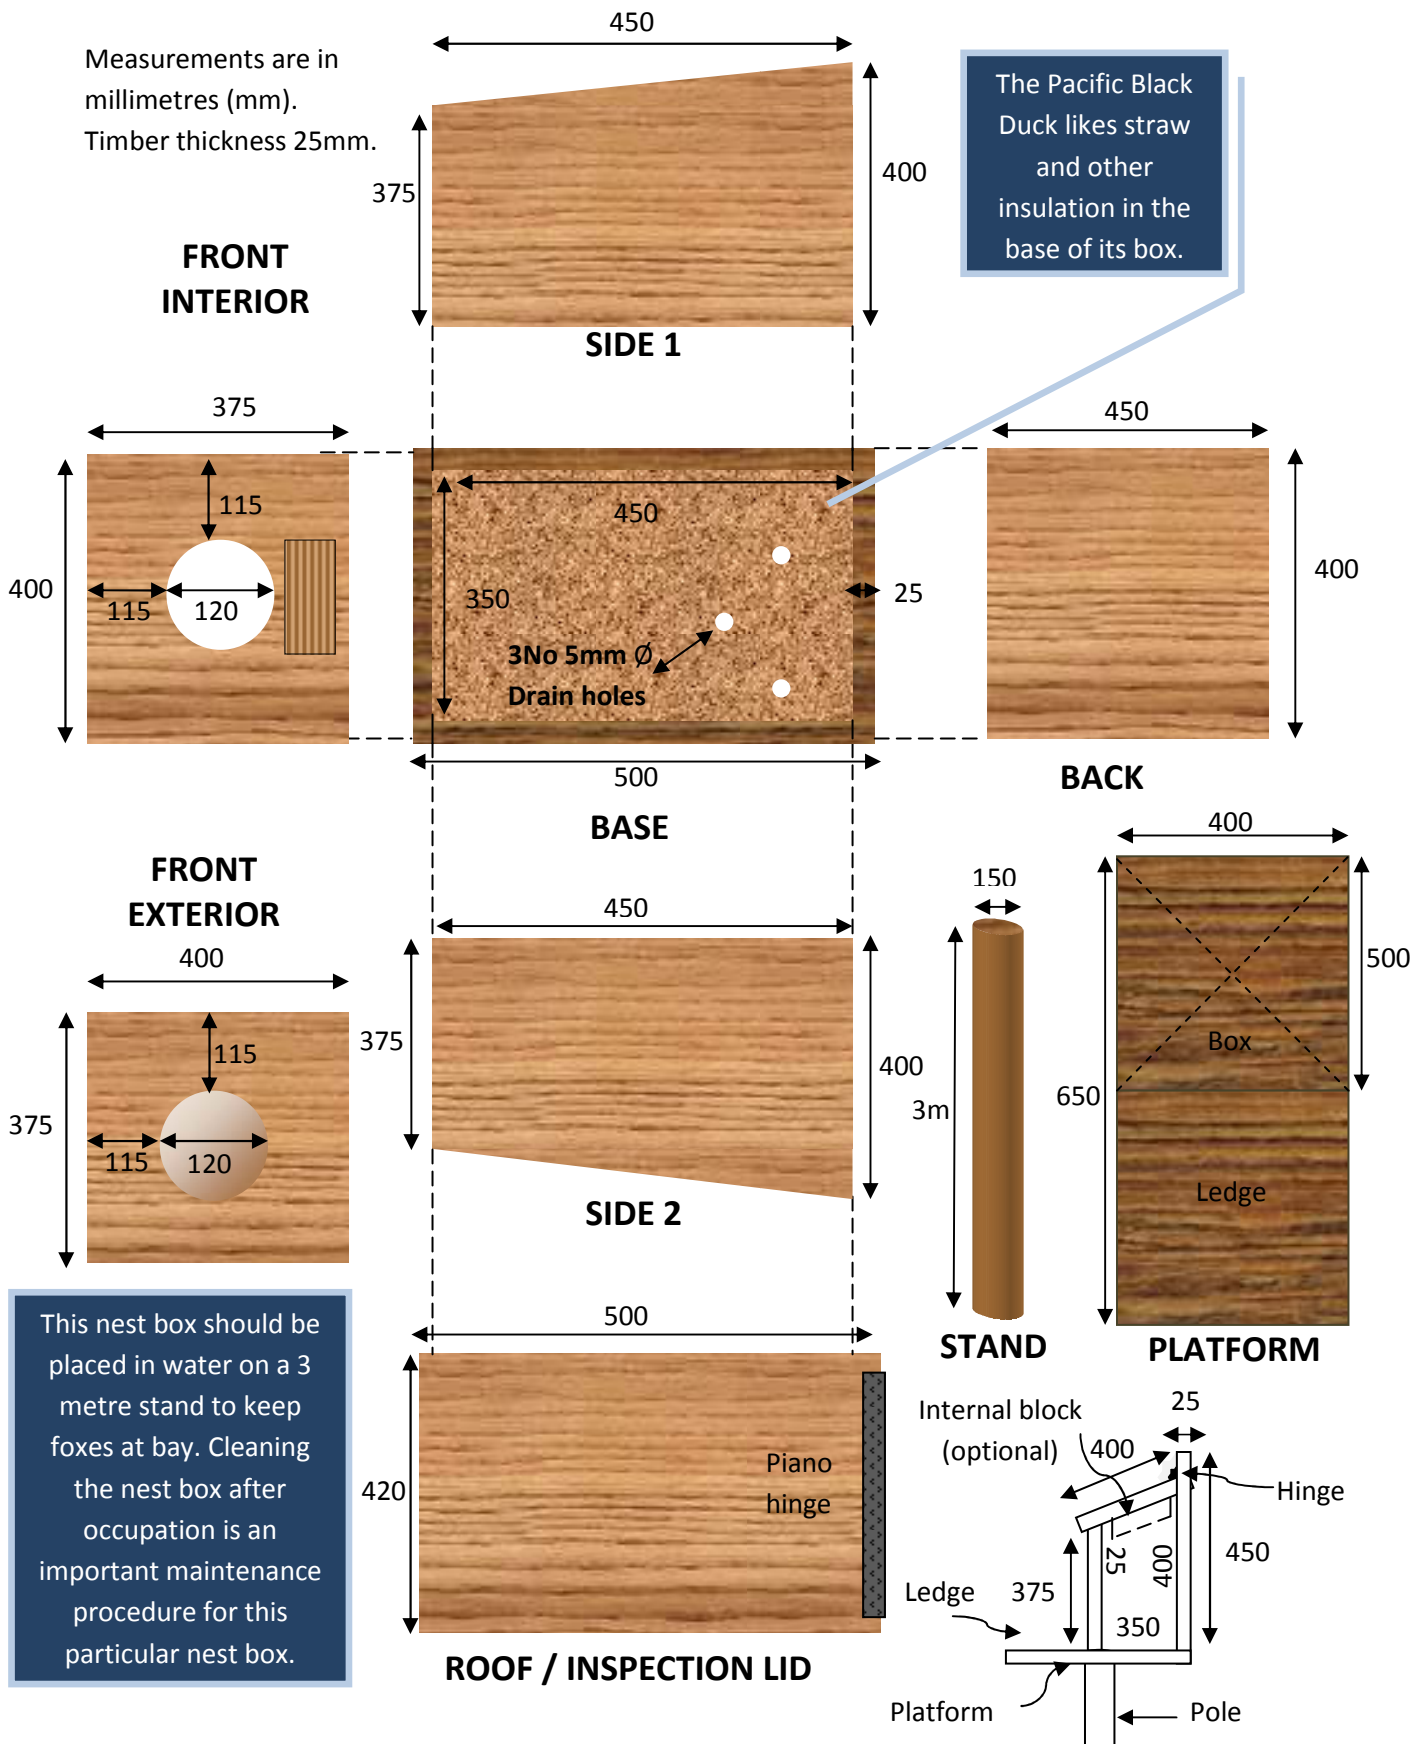 450
Measurements are in
millimetres (mm).
Timber thickness 25mm.
375
400
The Pacific Black
Duck likes straw
and other
insulation in the
base of its box.
FRONT
INTERIOR
SIDE 1
375
400
115
115
120
450
350
25
3No 5mm Ø
Drain holes
500
BASE
450
400
BACK
FRONT
EXTERIOR
400
375
115
115
120
450
375
400
SIDE 2
150
3m
STAND
400
500
650
Box
Ledge
PLATFORM
This nest box should be
placed in water on a 3
metre stand to keep
foxes at bay. Cleaning
the nest box after
occupation is an
important maintenance
procedure for this
particular nest box.
500
420
Piano
hinge
ROOF / INSPECTION LID
Internal block
(optional)
25
400
Hinge
25
400
450
375
350
Ledge
Platform
Pole